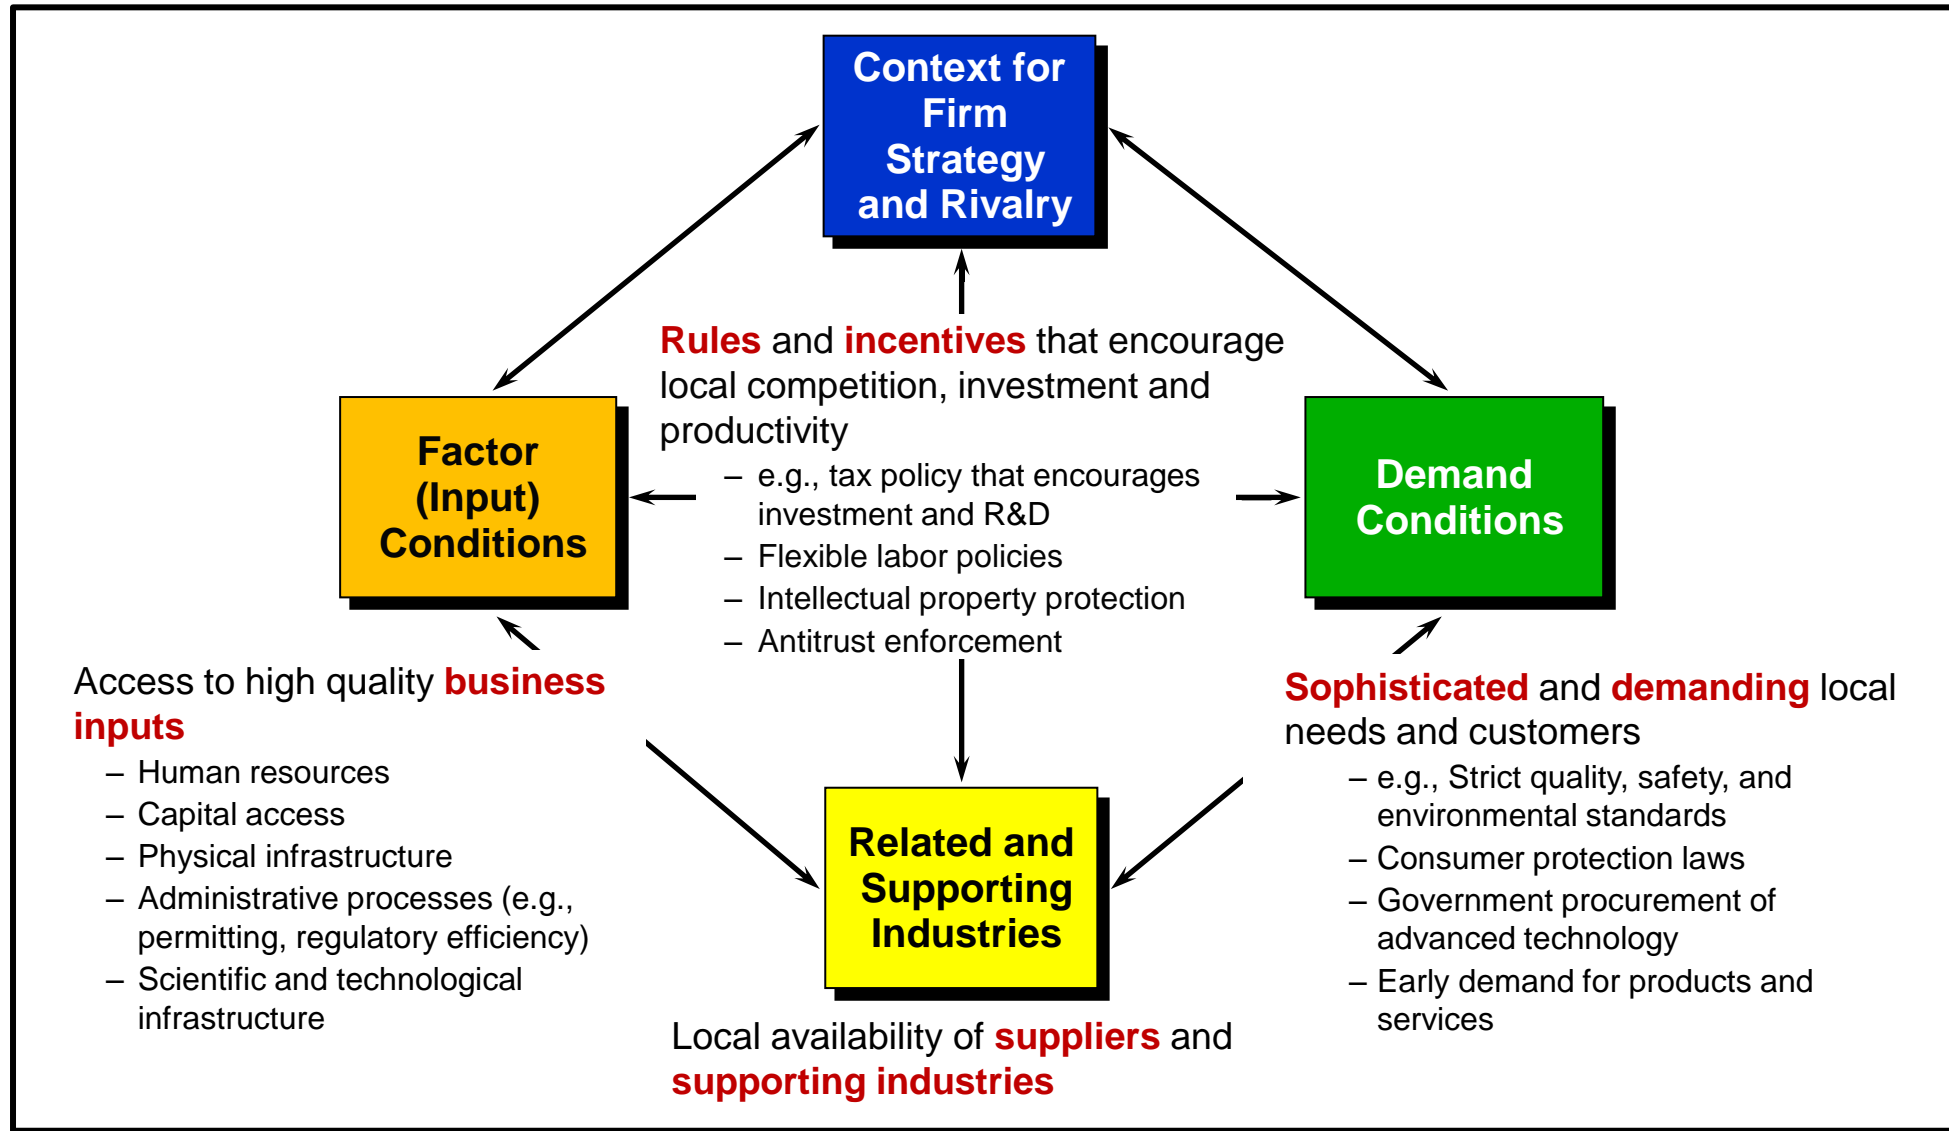 Context for
Firm
Strategy
and Rivalry
Rules and incentives that encourage
local competition, investment and
productivity
– e.g., tax policy that encourages
investment and R&D
– Flexible labor policies
– Intellectual property protection
– Antitrust enforcement
Factor
(Input)
Conditions
Demand
Conditions
Access to high quality business
inputs
– Human resources
– Capital access
– Physical infrastructure
– Administrative processes (e.g.,
permitting, regulatory efficiency)
– Scientific and technological
infrastructure
Sophisticated and demanding local
needs and customers
– e.g., Strict quality, safety, and
environmental standards
– Consumer protection laws
– Government procurement of
advanced technology
– Early demand for products and
services
Related and
Supporting
Industries
Local availability of suppliers and
supporting industries